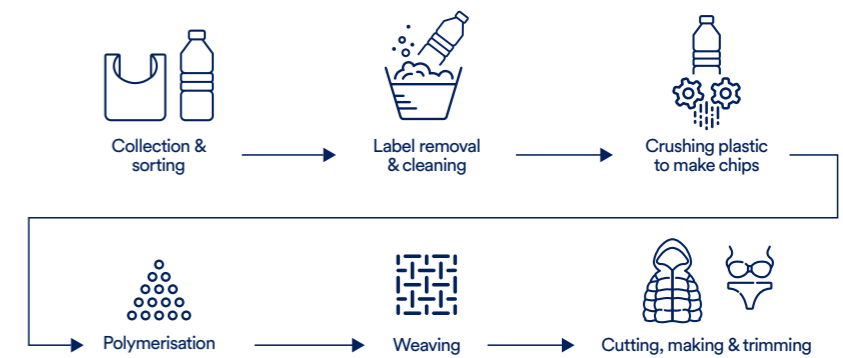 Collection &
sorting
Label removal
& cleaning
Crushing plastic
to make chips
Polymerisation
Weaving
Cutting, making & trimming